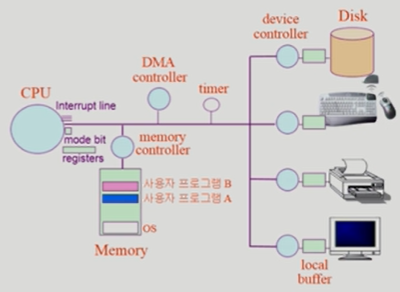 device
controller
Disk
DMA
controller
timer
CPU
Interrupt line
mode bit
registers
memory
controller
사용자 프로그램 B
사용자 프로그램 A
OS
Memory
local
buffer